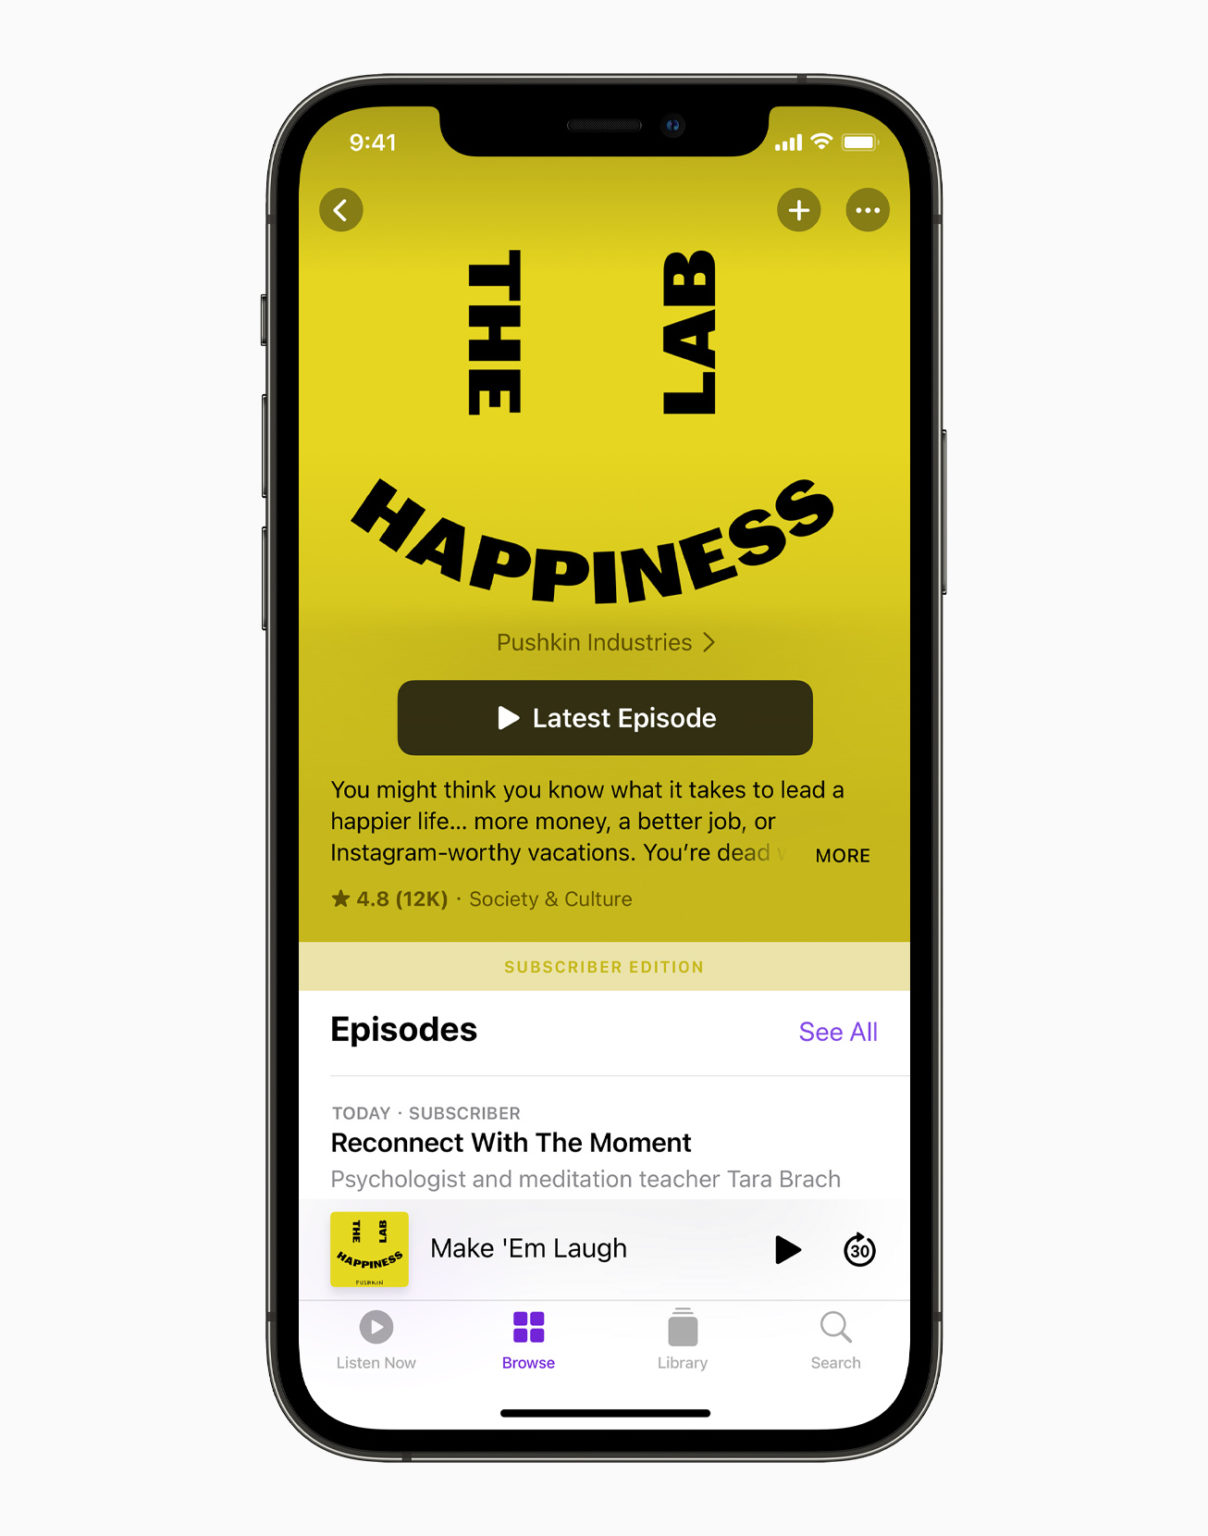 9:41
THE LAB
HAPPINESS
Pushkin Industries
Latest Episode
You might think you know what it takes to lead a
happier life... more money, a better job, or
Instagram-worthy vacations. You’re dead
MORE
4.8 (12K) · Society & Culture
SUBSCRIBER EDITION
Episodes
See All
TODAY · SUBSCRIBER
Reconnect With The Moment
Psychologist and meditation teacher Tara Brach
THE LAB
HAPPINESS
PUSHKIN
Make 'Em Laugh
30
Listen Now
Browse
Library
Search